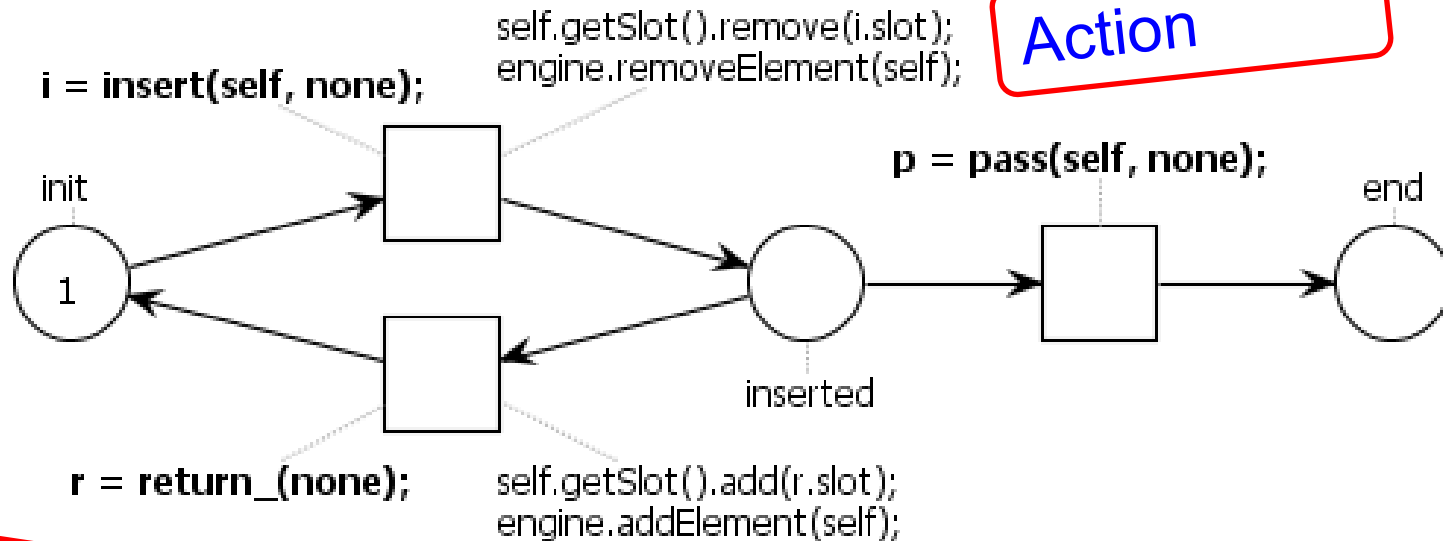 self.getSlot().remove(i.slot);
engine.removeElement(self);
Action
i = insert(self, none);
p = pass(self, none);
init
end
1
inserted
r = return_(none);
self.getSlot().add(r.slot);
engine.addElement(self);